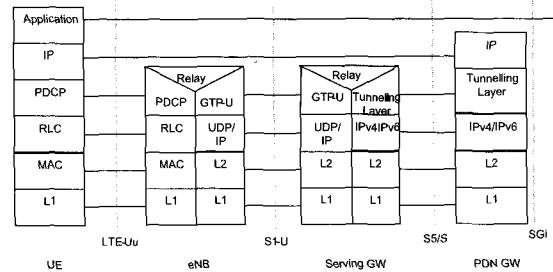 Application
IP
IP
Relay
Relay
PDCP
PDCP
GTP-U
GTP-U
Tunnelling
Layer
Tunnelling
Layer
RLC
RLC
UDP/
IP
UDP/
IP
IPv4IPv6
IPv4/IPv6
MAC
MAC
L2
L2
L2
L2
L1
L1
L1
L1
L1
L1
LTE-Uu
S1-U
S5/S
SGi
UE
eNB
Serving GW
PDN GW